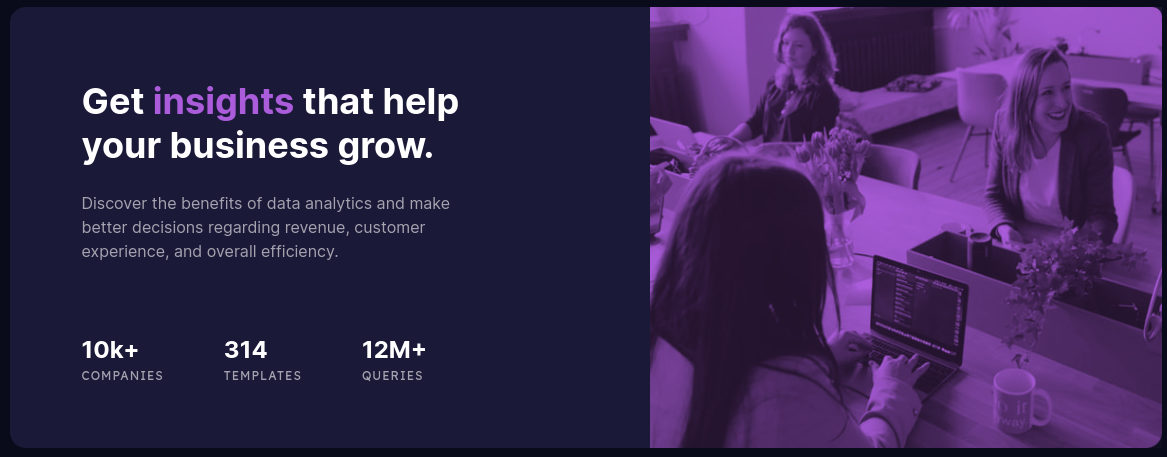 Get insights that help
your business grow.
Discover the benefits of data analytics and make
better decisions regarding revenue, customer
experience, and overall efficiency.
10k+ 314 12M+
COMPANIES TEMPLATES QUERIES